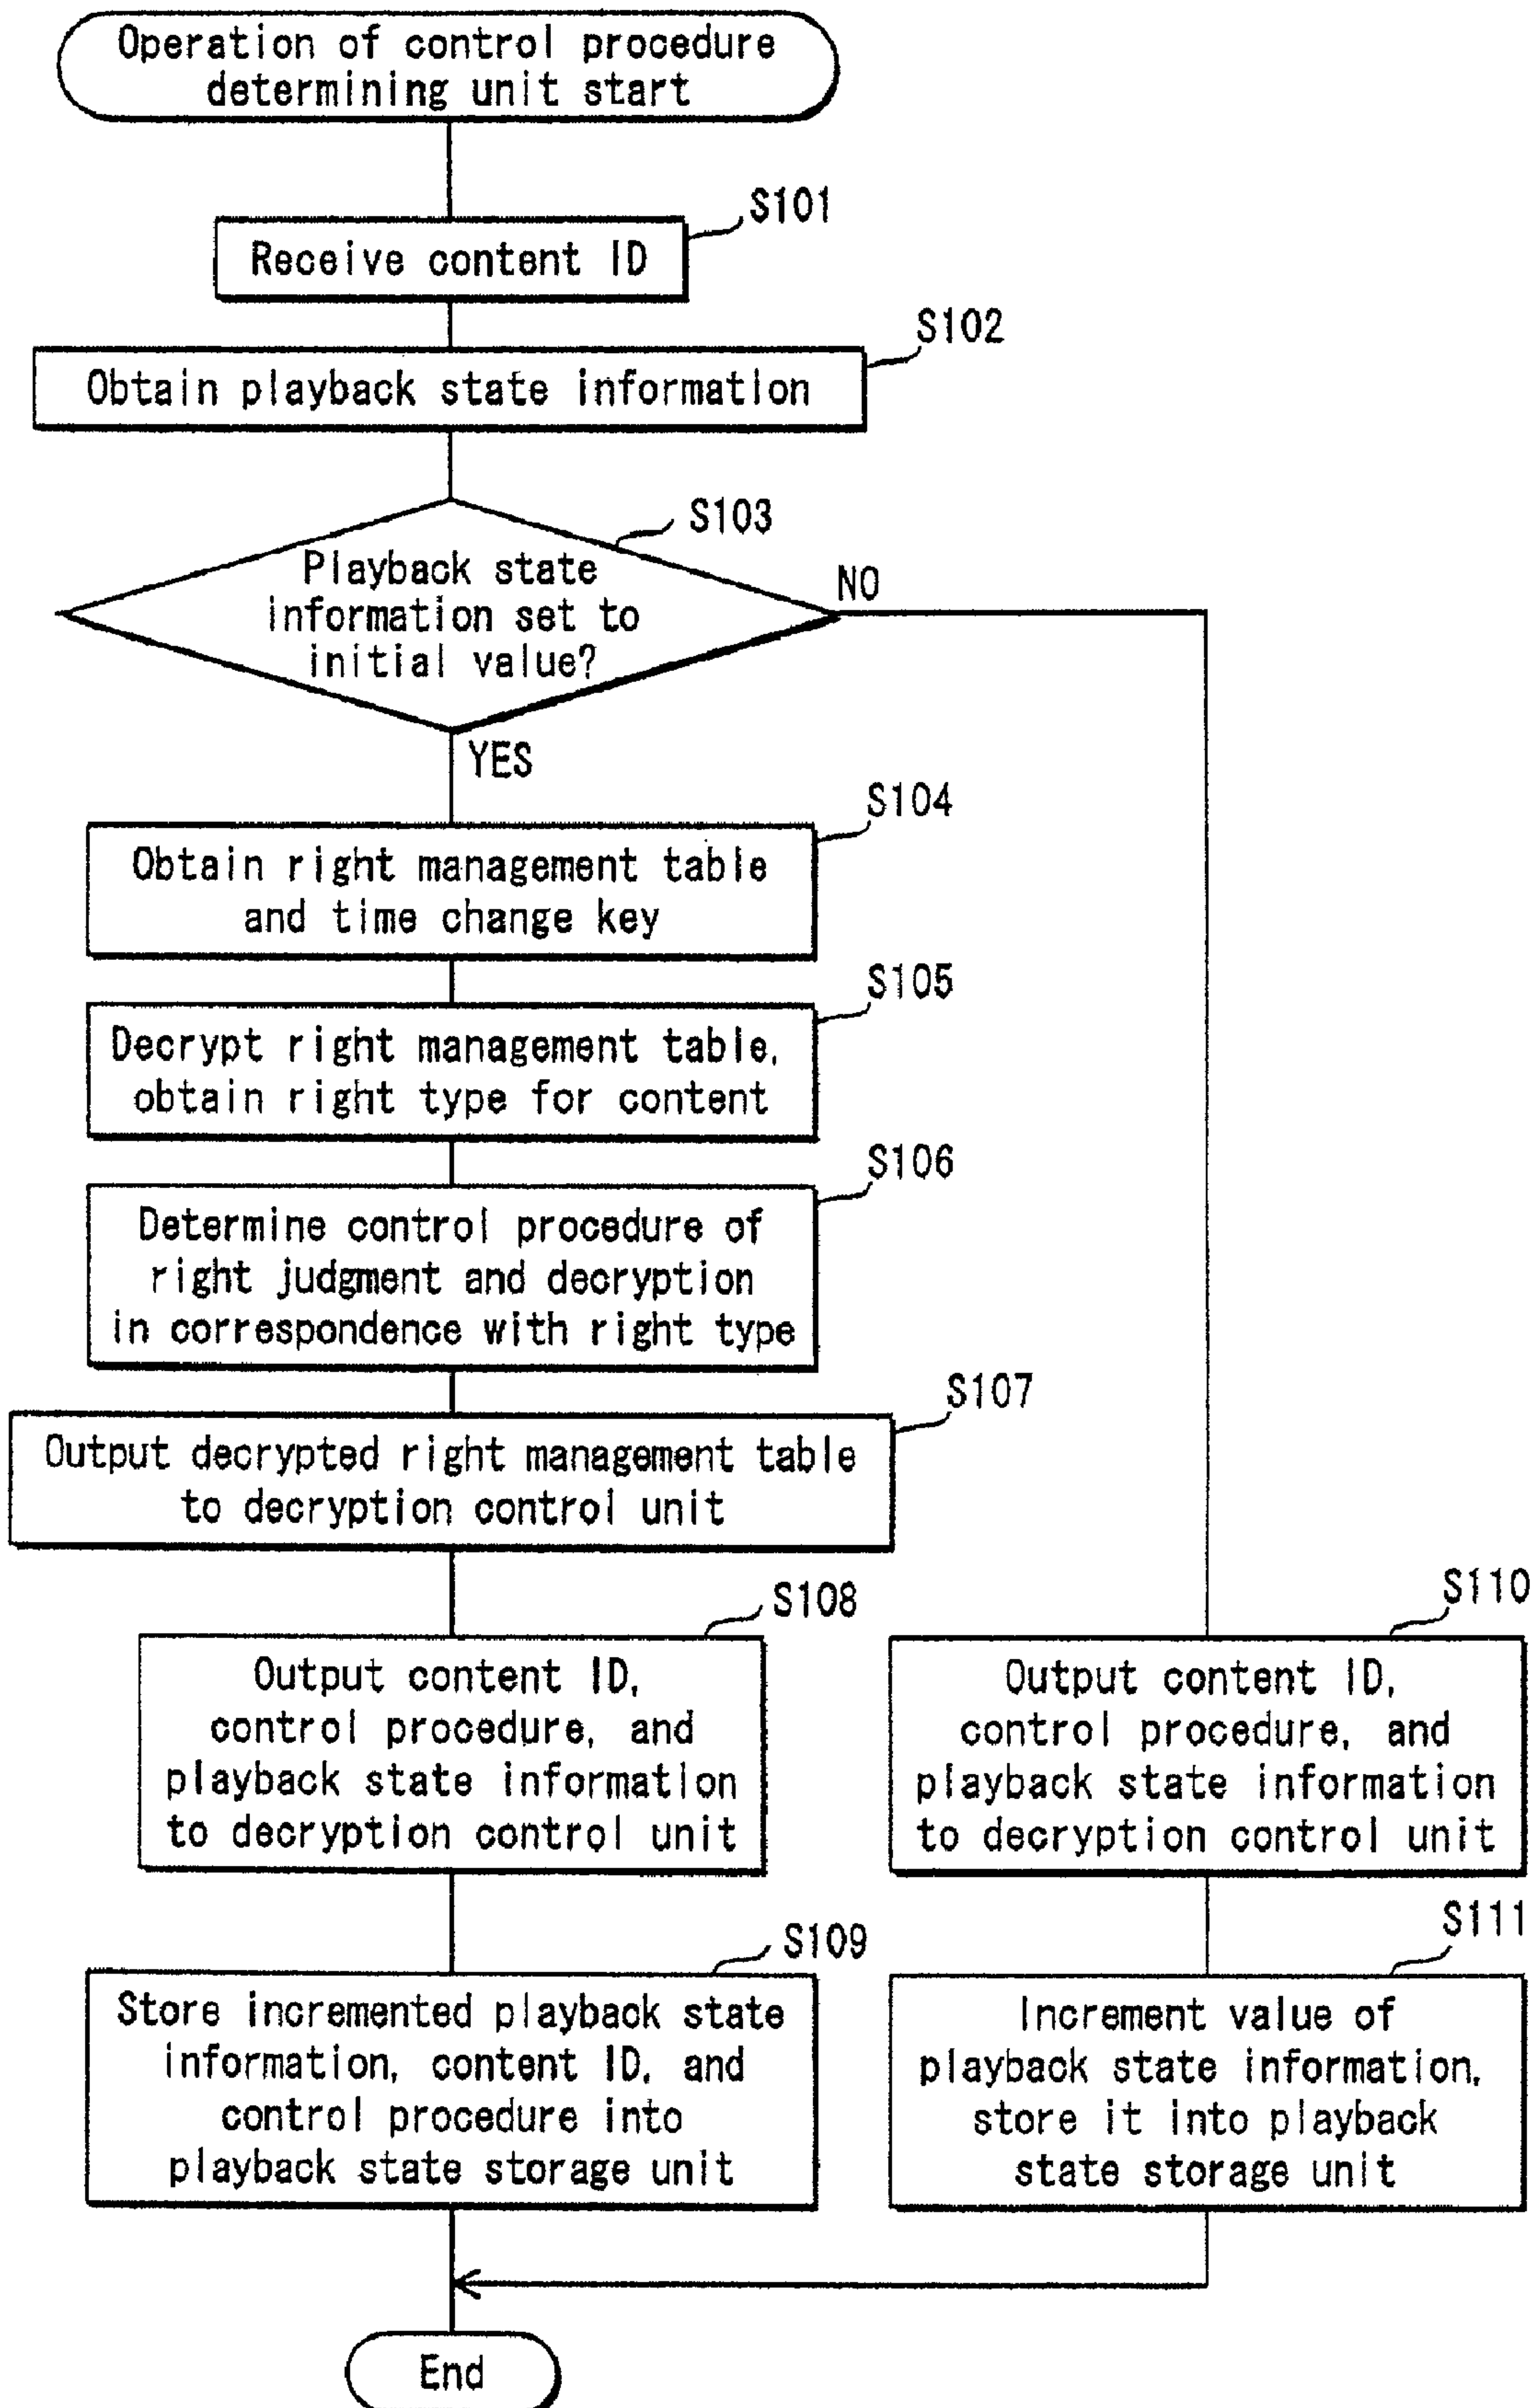 Operation of control procedure
determining unit start
S101
Receive content ID
S102
Obtain playback state information
S103
Playback state
information set to
initial value?
NO
YES
S104
Obtain right management table
and time change key
S105
Decrypt right management table,
obtain right type for content
S106
Determine control procedure of
right judgment and decryption
in correspondence with right type
S107
Output decrypted right management table
to decryption control unit
S108
Output content ID,
control procedure, and
playback state information
to decryption control unit
S110
Output content ID,
control procedure, and
playback state information
to decryption control unit
S109
Store incremented playback state
information, content ID, and
control procedure into
playback state storage unit
S111
Increment value of
playback state information,
store it into playback
state storage unit
End